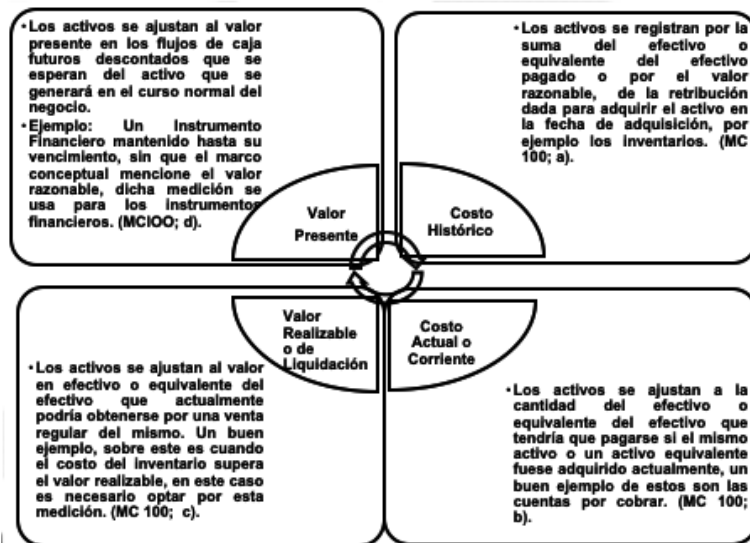 • Los activos se ajustan al valor
presente en los flujos de caja
futuros descontados que se
esperan del activo que se
generará en el curso normal del
negocio.
• Ejemplo: Un Instrumento
Financiero mantenido hasta su
vencimiento, sin que el marco
conceptual mencione el valor
razonable, dicha medición se
usa para los instrumentos
financieros. (MCIOO; d).
Valor
Presente
• Los activos se registran por la
suma del efectivo o
equivalente del efectivo
pagado o por el valor
razonable, de la retribución
dada para adquirir el activo en
la fecha de adquisición, por
ejemplo los inventarios. (MC
100; a).
Costo
Histórico
Valor
Realizable
o de
Liquidación
• Los activos se ajustan al valor
en efectivo o equivalente del
efectivo que actualmente
podría obtenerse por una venta
regular del mismo. Un buen
ejemplo, sobre este es cuando
el costo del inventario supera
el valor realizable, en este caso
es necesario optar por esta
medición. (MC 100; c).
Costo
Actual o
Corriente
• Los activos se ajustan a la
cantidad del efectivo o
equivalente del efectivo que
tendría que pagarse si el mismo
activo o un activo equivalente
fuese adquirido actualmente, un
buen ejemplo de estos son las
cuentas por cobrar. (MC 100;
b).